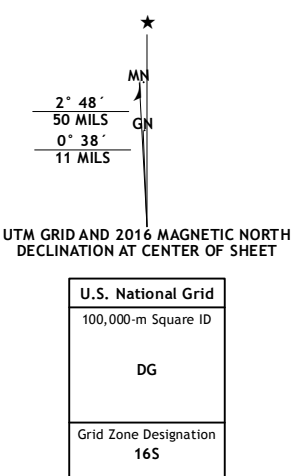 MN
2° 48´
50 MILS
GN
0° 38´
11 MILS
UTM GRID AND 2016 MAGNETIC NORTH
DECLINATION AT CENTER OF SHEET
U.S. National Grid
100,000-m Square ID
DG
Grid Zone Designation
16S